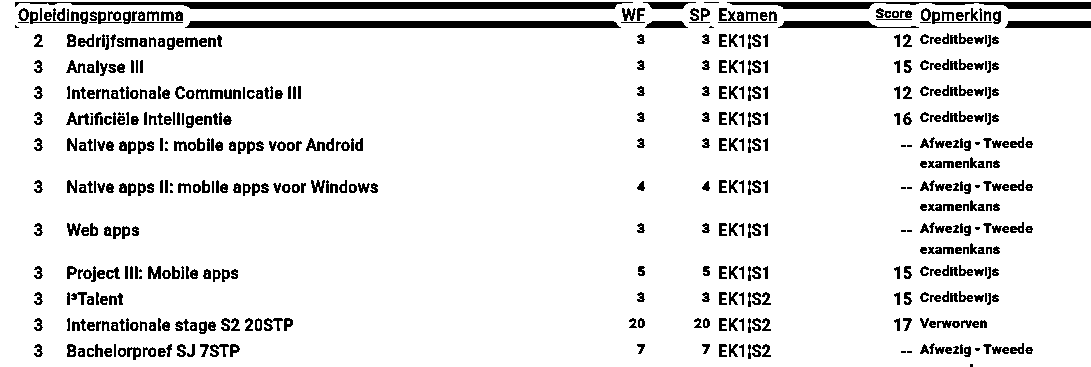 Opleidingsprogramma WF SP Examen Score Opmerking
2 Bedrijfsmanagement 3 3 EK1¦S1 12 Creditbewijs
3 Analyse III 3 3 EK1¦S1 15 Creditbewijs
3 Internationale Communicatie III 3 3 EK1¦S1 12 Creditbewijs
3 Artificiële Intelligentie 3 3 EK1¦S1 16 Creditbewijs
3 Native apps I: mobile apps voor Android 3 3 EK1¦S1 -- Afwezig - Tweede
examenkans
3 Native apps II: mobile apps voor Windows 4 4 EK1¦S1 -- Afwezig - Tweede
examenkans
3 Web apps 3 3 EK1¦S1 -- Afwezig - Tweede
examenkans
3 Project III: Mobile apps 5 5 EK1¦S1 15 Creditbewijs
3 i³Talent 3 3 EK1¦S2 15 Creditbewijs
3 Internationale stage S2 20STP 20 20 EK1¦S2 17 Verworven
3 Bachelorproef SJ 7STP 7 7 EK1¦S2 -- Afwezig - Tweede